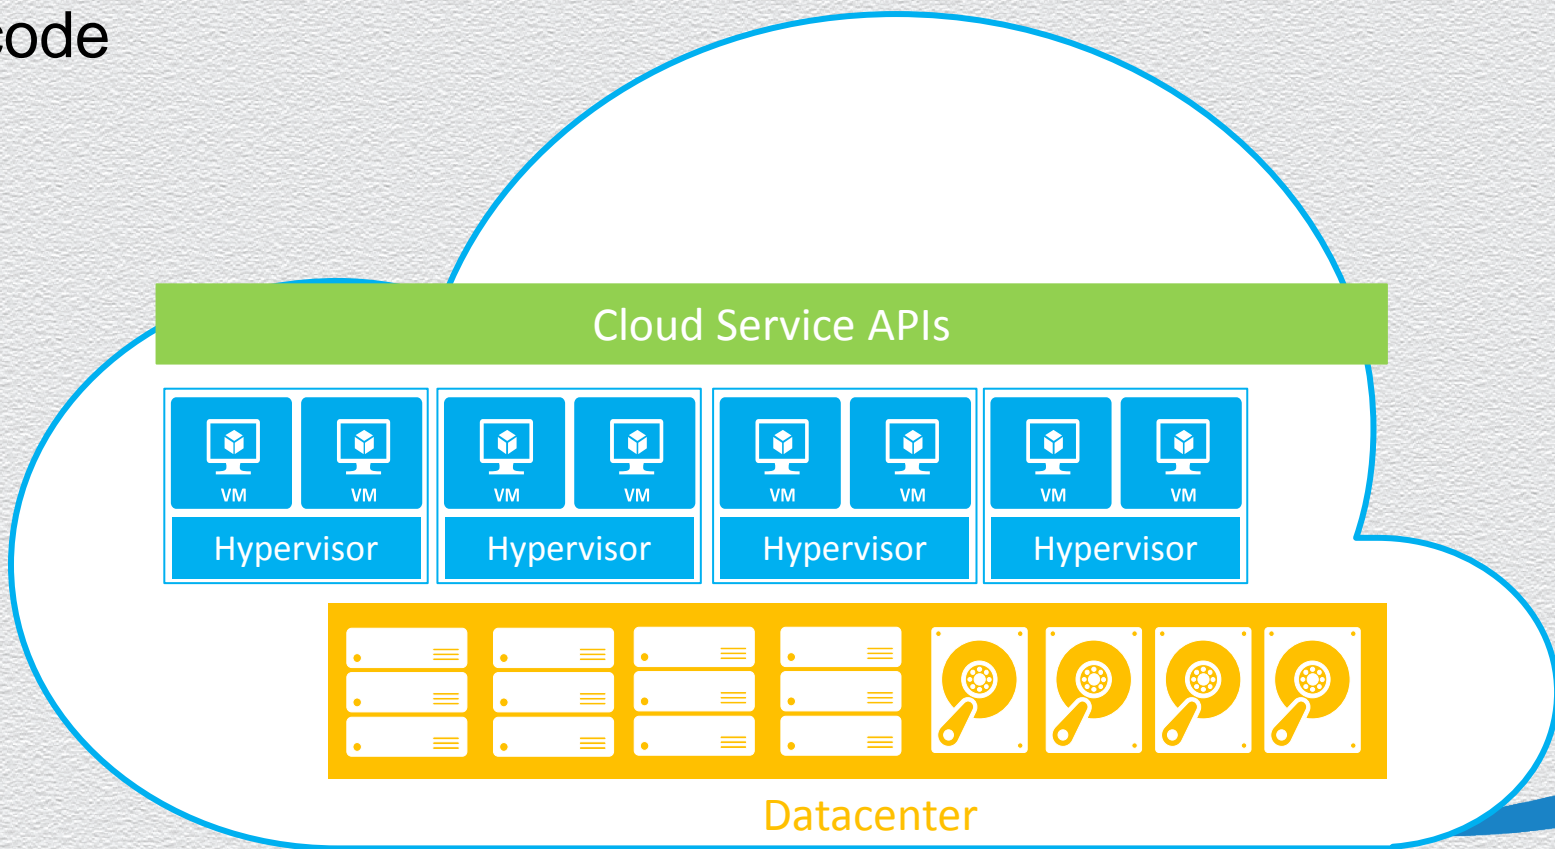 code
Cloud Service APIs
VM VM VM VM VM VM VM VM
Hypervisor Hypervisor Hypervisor Hypervisor
Datacenter